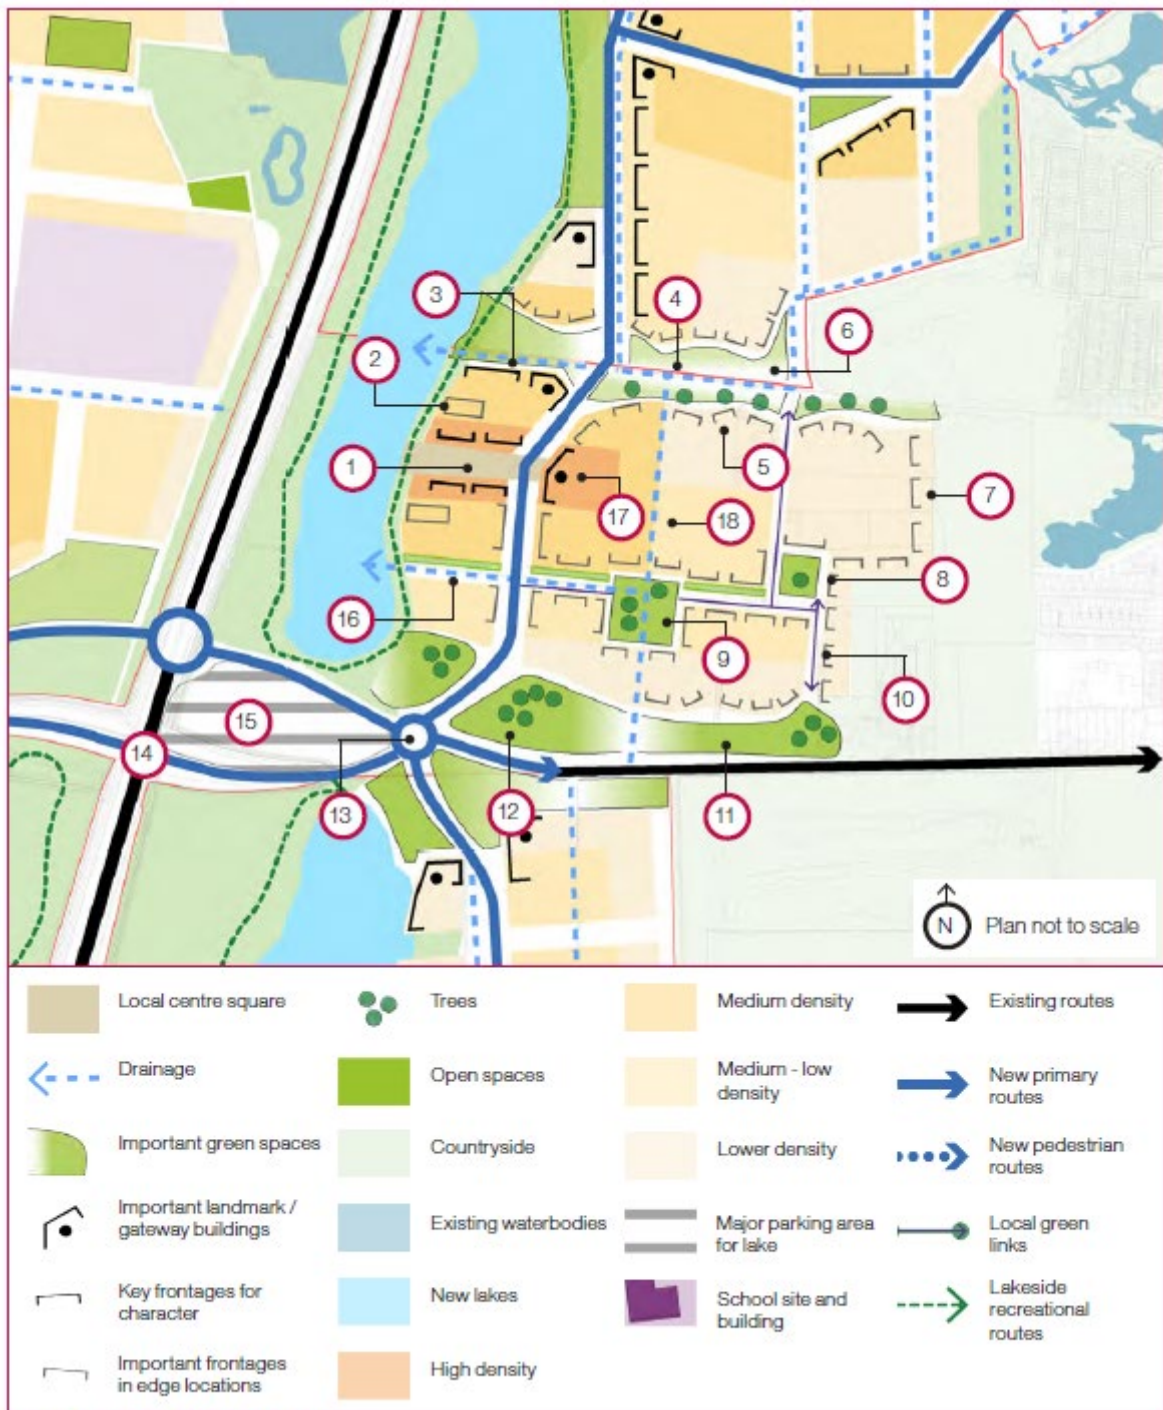 3
4
6
2
1
5
7
17
18
8
16
9
10
15
14
13
12
11
N
Plan not to scale
Local centre square
Drainage
Important green spaces
Important landmark /
gateway buildings
Key frontages for
character
Important frontages
in edge locations
Trees
Open spaces
Countryside
Existing waterbodies
New lakes
High density
Medium density
Medium - low
density
Lower density
Major parking area
for lake
School site and
building
Existing routes
New primary
routes
New pedestrian
routes
Local green
links
Lakeside
recreational
routes